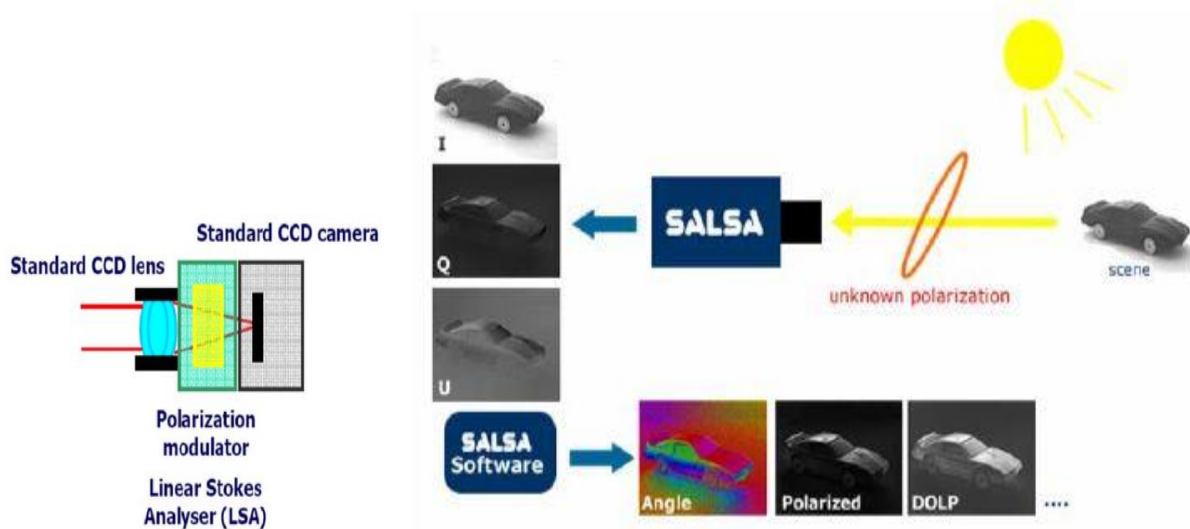 Standard CCD camera
Standard CCD lens
Polarization
modulator
Linear Stokes
Analyser (LSA)
I
Q
U
SALSA
unknown polarization
scene
SALSA
Software
Angle
Polarized
DOLP
....